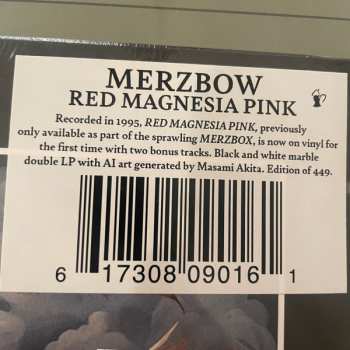 MERZBOW
RED MAGNESIA PINK
Recorded in 1995, RED MAGNESIA PINK, previously
only available as part of the sprawling MERZBOX, is now on vinyl for
the first time with two bonus tracks. Black and white marble
double LP with AI art generated by Masami Akita. Edition of 449.
6 17308 09016 1